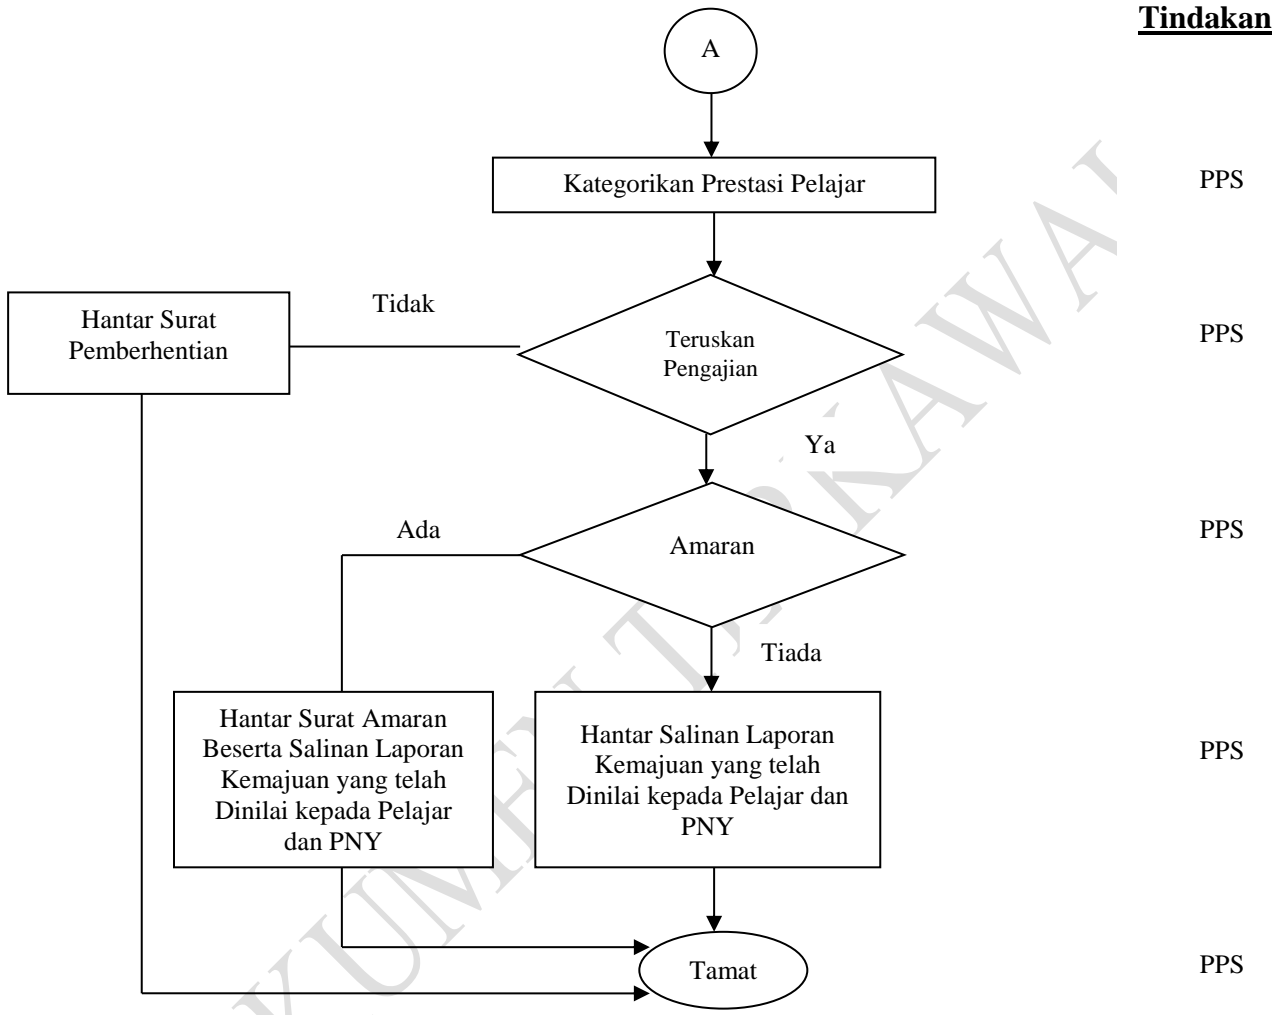 Tindakan
A
Kategorikan Prestasi Pelajar
PPS
Hantar Surat
Pemberhentian
Tidak
Teruskan
Pengajian
PPS
Ya
Ada
Amaran
PPS
Tiada
Hantar Surat Amaran
Beserta Salinan Laporan
Kemajuan yang telah
Dinilai kepada Pelajar
dan PNY
Hantar Salinan Laporan
Kemajuan yang telah
Dinilai kepada Pelajar dan
PNY
PPS
Tamat
PPS